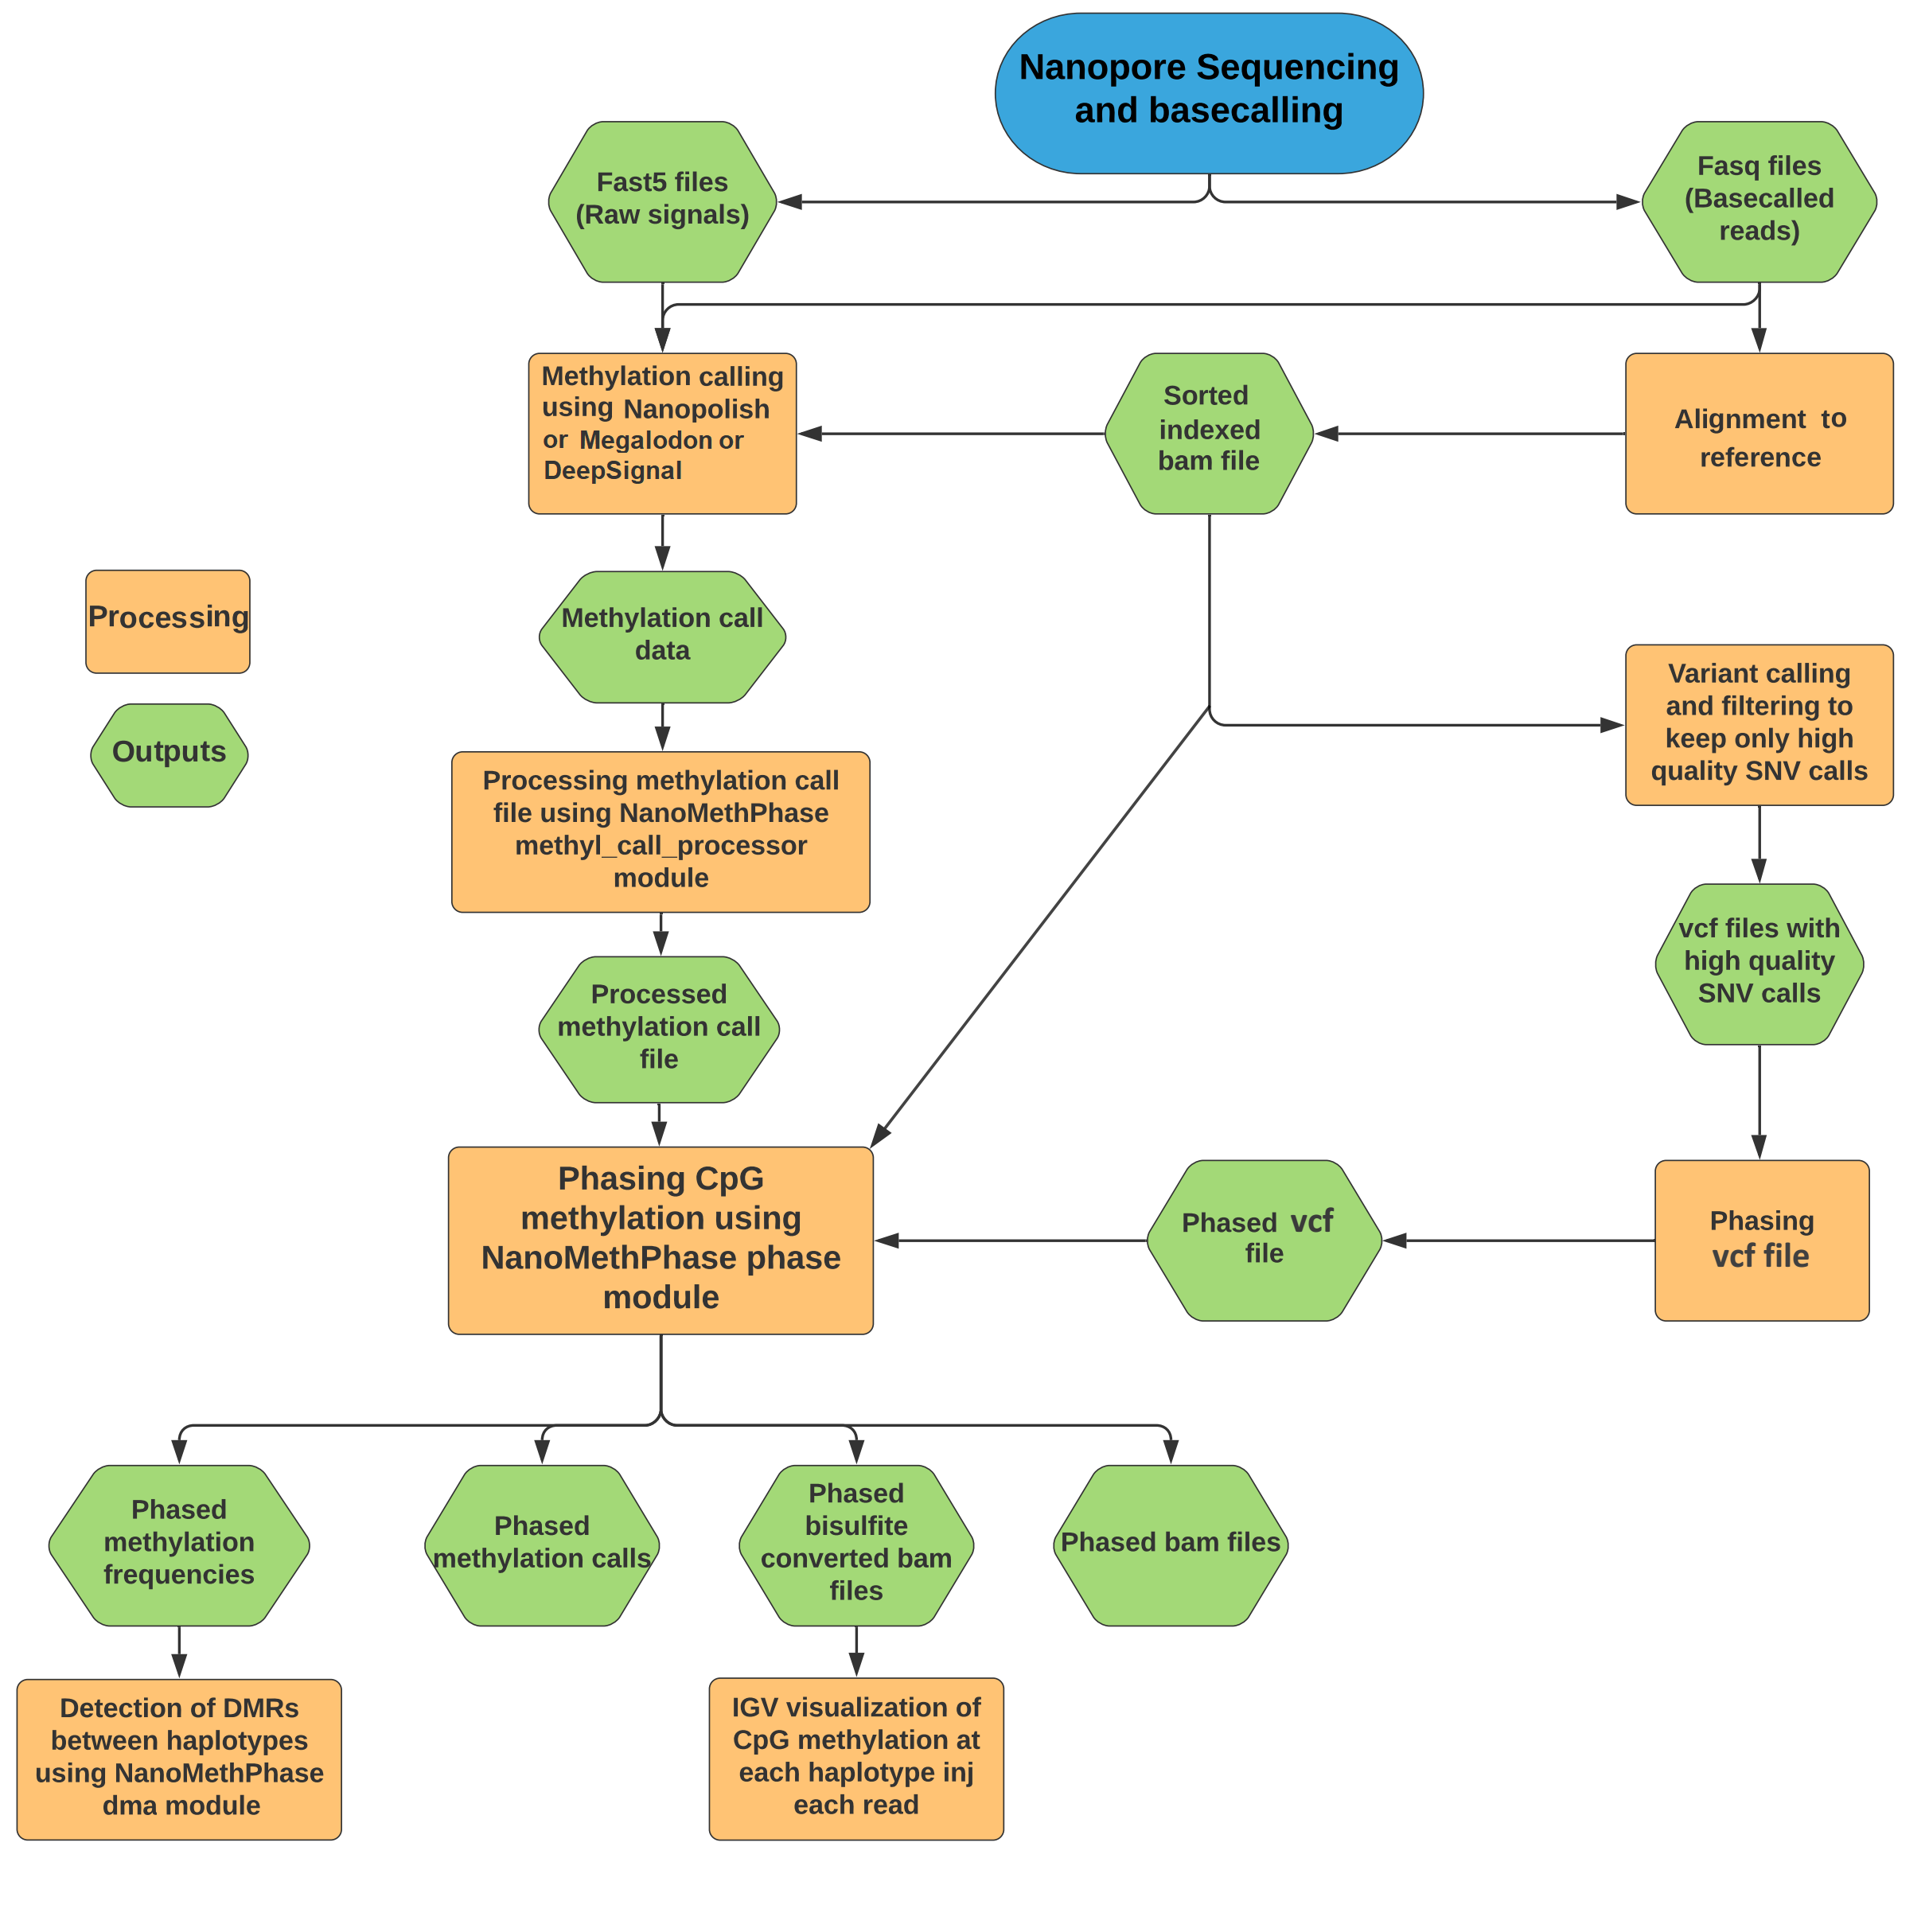 Nanopore Sequencing
and basecalling
Fast5 files
(Raw signals)
Fasq files
(Basecalled
reads)
Methylation calling
using Nanopolish
or Megalodon or
DeepSignal
Sorted
indexed
bam file
Alignment to
reference
Processing
Outputs
Methylation call
data
Variant calling
and filtering to
keep only high
quality SNV calls
Processing methylation call
file using NanoMethPhase
methyl_call_processor
module
vcf files with
high quality
SNV calls
Processed
methylation call
file
Phasing CpG
methylation using
NanoMethPhase phase
module
Phased vcf
file
Phasing
vcf file
Phased
methylation
frequencies
Phased
methylation calls
Phased
bisulfite
converted bam
files
Phased bam files
Detection of DMRs
between haplotypes
using NanoMethPhase
dma module
IGV visualization of
CpG methylation at
each haplotype inj
each read